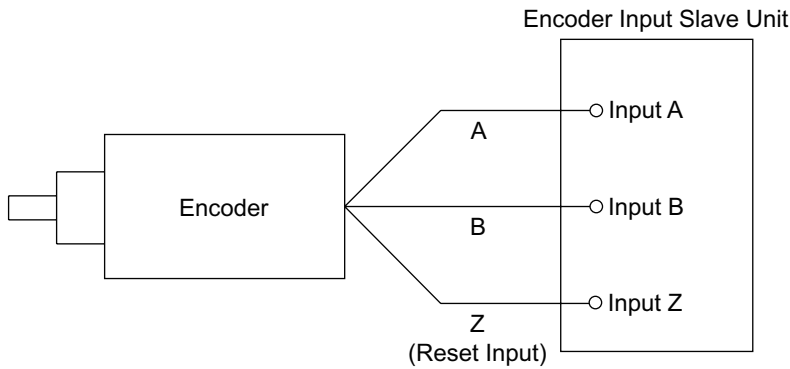 Encoder Input Slave Unit
Encoder
A
Input A
B
Input B
Z
(Reset Input)
Input Z